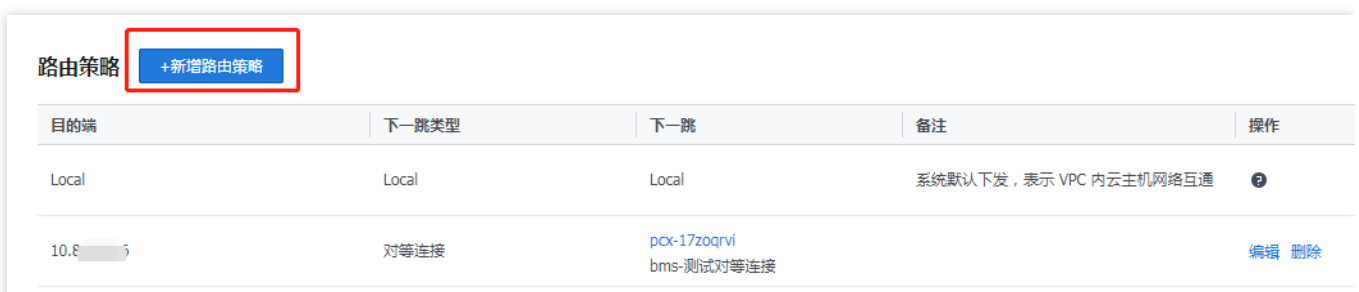 路由策略 +新增路由策略
目的端 下一跳类型 下一跳 备注 操作
Local Local Local 系统默认下发，表示 VPC 内云主机网络互通
10.8 对等连接 pcx-17zoqrvi 编辑 删除
bms-测试对等连接